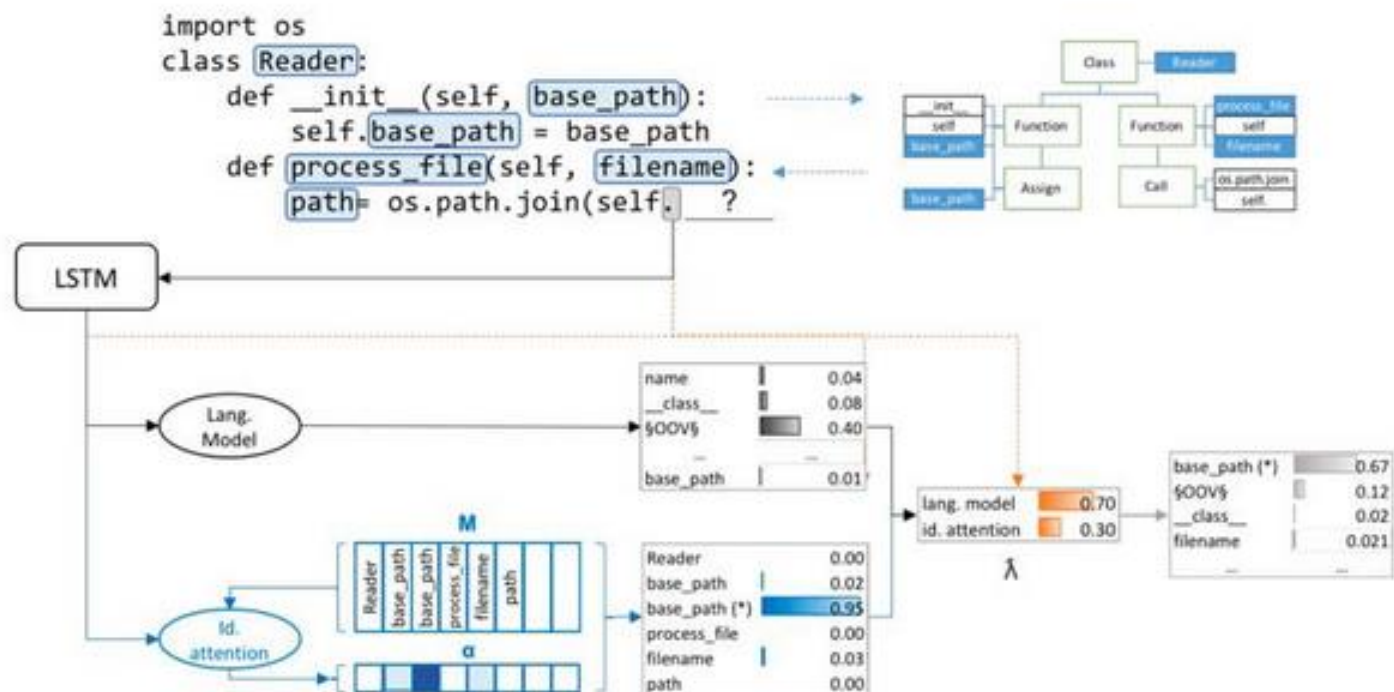 import os
class Reader:
def __init__(self, base_path):
self.base_path = base_path
def process_file(self, filename):
path= os.path.join(self. ?
Class
Reader
__init__
self
base_path
Function
Function
process_file
self
filename
base_path
Assign
Call
os.path.join
self.
LSTM
Lang.
Model
name 0.04
__class__ 0.08
§OOV§ 0.40
... ...
base_path 0.01
lang. model 0.70
id. attention 0.30
λ
base_path (*) 0.67
§OOV§ 0.12
__class__ 0.02
filename 0.021
... ...
M
Reader
base_path
base_path
process_file
filename
path
Id.
attention
α
Reader 0.00
base_path 0.02
base_path (*) 0.95
process_file 0.00
filename 0.03
path 0.00